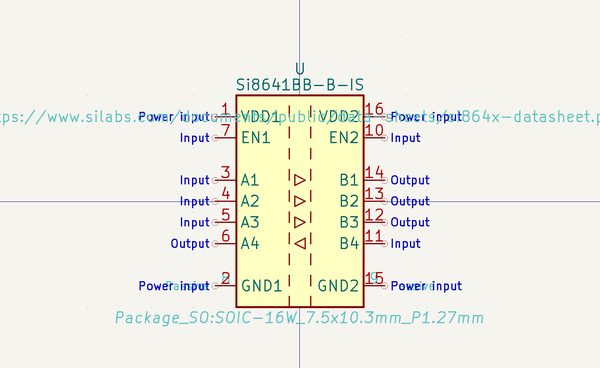 U
Si8641BB-B-IS
tps://www.silabs.com/documents/public/data-sheets/si864x-datasheet.p
Power input 1 VDD1 VDD2 16 Power input
Input 7 EN1 EN2 10 Input
Input 3 A1 B1 14 Output
Input 4 A2 B2 13 Output
Input 5 A3 B3 12 Output
Output 6 A4 B4 11 Input
Power input 2 GND1 GND2 15 Power input
Package_SO:SOIC-16W_7.5x10.3mm_P1.27mm